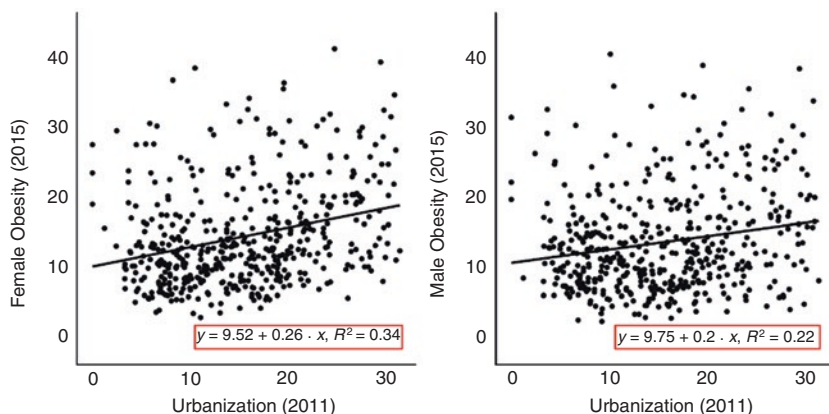 Female Obesity (2015)
40
30
20
10
0
y = 9.52 + 0.26 · x, R² = 0.34
0 10 20 30
Urbanization (2011)
Male Obesity (2015)
40
30
20
10
0
y = 9.75 + 0.2 · x, R² = 0.22
0 10 20 30
Urbanization (2011)